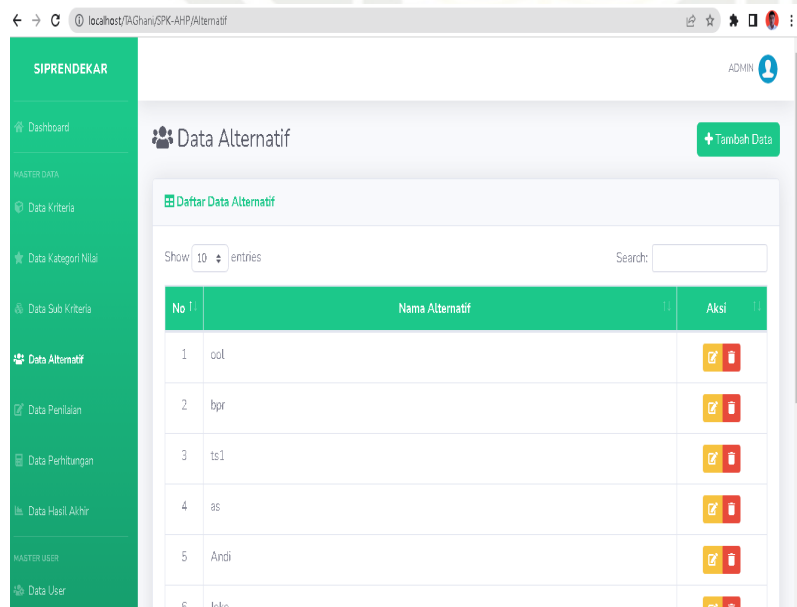 localhost/TAGhani/SPK-AHP/Alternatif
SIPRENDEKAR
ADMIN
Dashboard
Data Alternatif
Tambah Data
MASTER DATA
Data Kriteria
Daftar Data Alternatif
Data Kategori Nilai
Show 10 entries
Search:
Data Sub Kriteria
No Nama Alternatif Aksi
Data Alternatif
1 ool
Data Penilaian
2 bpr
Data Perhitungan
3 ts1
Data Hasil Akhir
4 as
MASTER USER
5 Andi
Data User